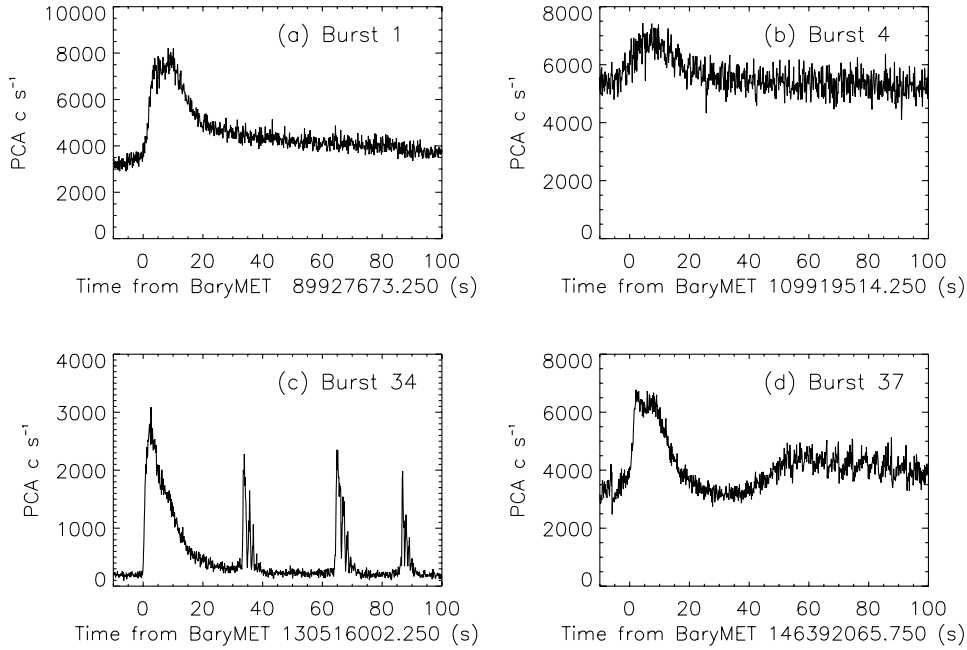 (a) Burst 1
10000
8000
6000
4000
2000
0
PCA c s⁻¹
0 20 40 60 80 100
Time from BaryMET 89927673.250 (s)
(b) Burst 4
8000
6000
4000
2000
0
PCA c s⁻¹
0 20 40 60 80 100
Time from BaryMET 109919514.250 (s)
(c) Burst 34
4000
3000
2000
1000
0
PCA c s⁻¹
0 20 40 60 80 100
Time from BaryMET 130516002.250 (s)
(d) Burst 37
8000
6000
4000
2000
0
PCA c s⁻¹
0 20 40 60 80 100
Time from BaryMET 146392065.750 (s)